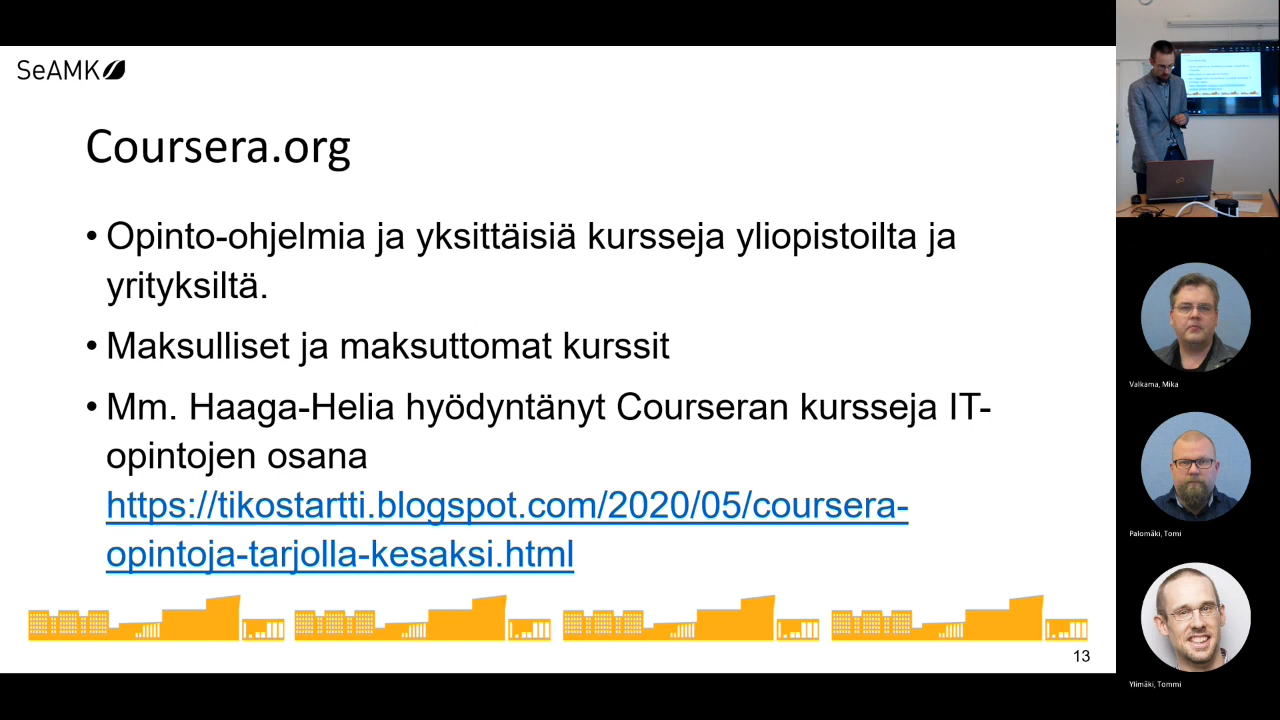 SeAMK
Coursera.org
• Opinto-ohjelmia ja yksittäisiä kursseja yliopistoilta ja
yrityksiltä.
• Maksulliset ja maksuttomat kurssit
• Mm. Haaga-Helia hyödyntänyt Courseran kursseja IT-
opintojen osana
https://tikostartti.blogspot.com/2020/05/coursera-
opintoja-tarjolla-kesaksi.html
13
Valkama, Mika
Palomäki, Tomi
Ylimäki, Tommi